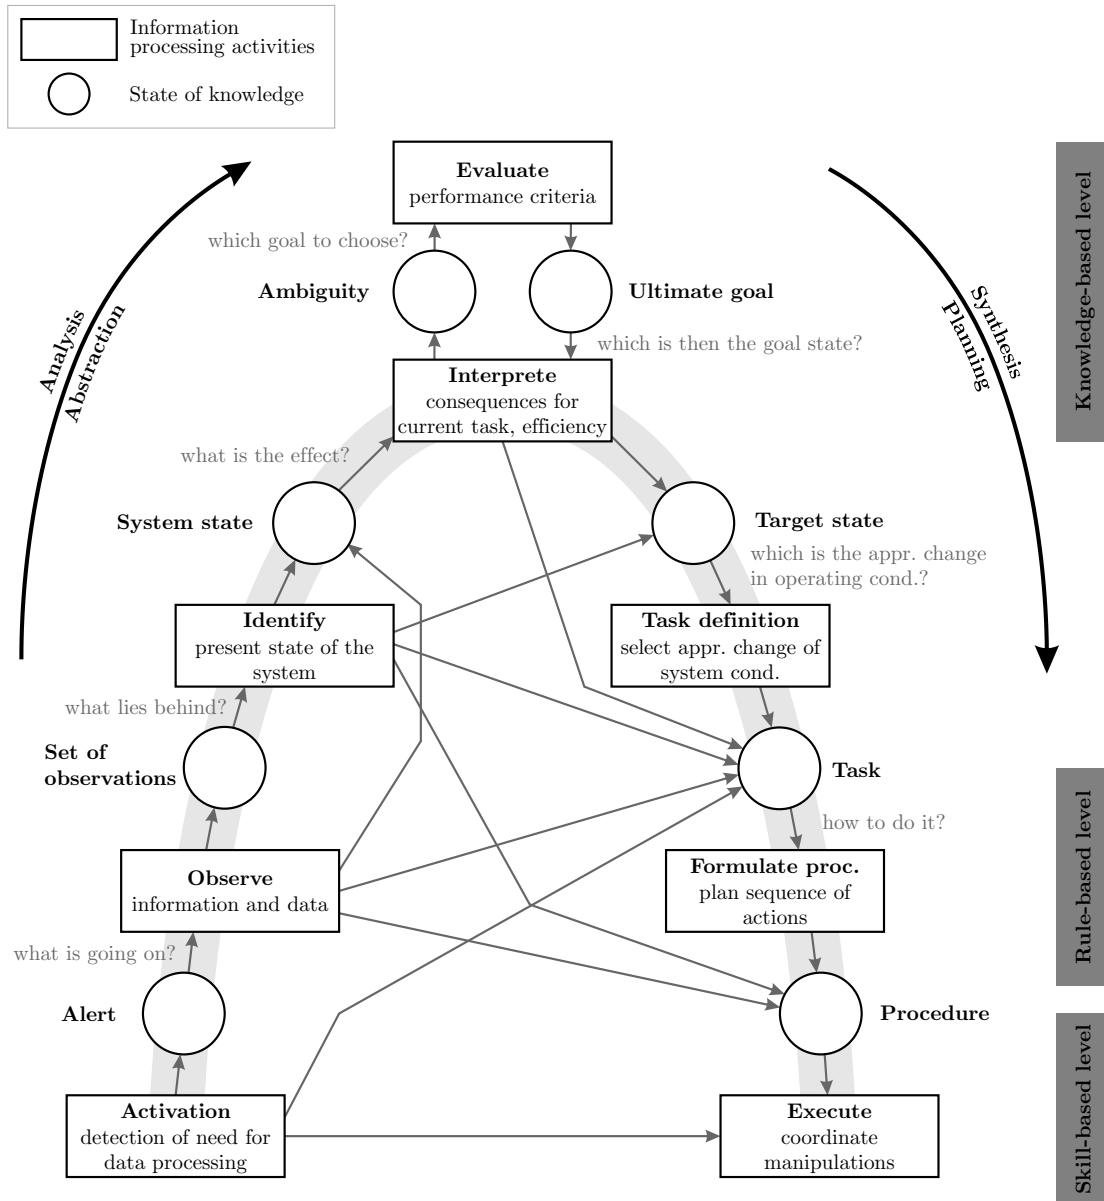 Information
processing activities
State of knowledge
Evaluate
performance criteria
which goal to choose?
Ambiguity
Ultimate goal
which is then the goal state?
Interprete
consequences for
current task, efficiency
Analysis
Abstraction
Synthesis
Planning
Knowledge-based level
what is the effect?
System state
Target state
which is the appr. change
in operating cond.?
Identify
present state of the
system
Task definition
select appr. change of
system cond.
what lies behind?
Set of
observations
Task
how to do it?
Rule-based level
Observe
information and data
Formulate proc.
plan sequence of
actions
what is going on?
Alert
Procedure
Skill-based level
Activation
detection of need for
data processing
Execute
coordinate
manipulations